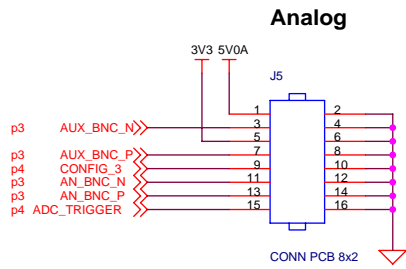 Analog
3V3 5V0A
J5
1 2
p3 AUX_BNC_N 3 4
5 6
p3 AUX_BNC_P 7 8
p4 CONFIG_3 9 10
p3 AN_BNC_N 11 12
p3 AN_BNC_P 13 14
p4 ADC_TRIGGER 15 16
CONN PCB 8x2